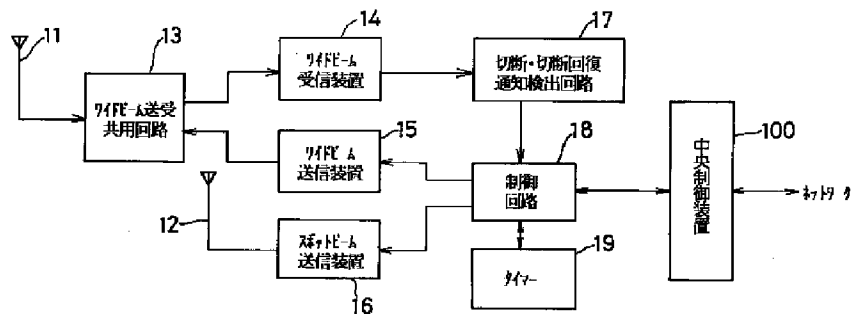 11
13
ﾜｲﾄﾞﾋﾞｰﾑ送受
共用回路
14
ﾜｲﾄﾞﾋﾞｰﾑ
受信装置
17
切断・切断回復
通知検出回路
15
ﾜｲﾄﾞﾋﾞｰﾑ
送信装置
18
制御
回路
100
中央制御装置
ﾈｯﾄﾜｰｸ
12
ｽﾎﾟｯﾄﾋﾞｰﾑ
送信装置
16
ﾀｲﾏｰ
19